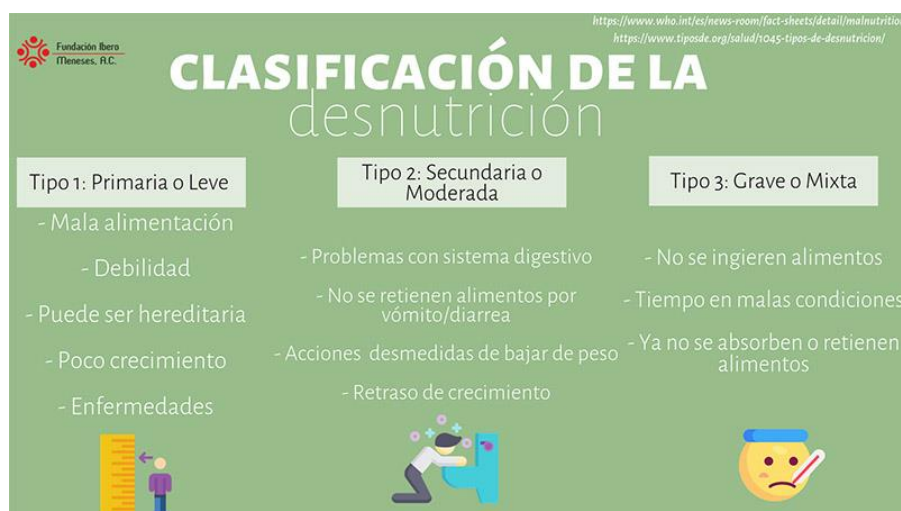 https://www.who.int/es/news-room/fact-sheets/detail/malnutrition
https://www.tiposde.org/salud/1045-tipos-de-desnutricion/
Fundación Ibero
Meneses, A.C.
CLASIFICACIÓN DE LA
desnutrición
Tipo 1: Primaria o Leve
- Mala alimentación
- Debilidad
- Puede ser hereditaria
- Poco crecimiento
- Enfermedades
Tipo 2: Secundaria o
Moderada
- Problemas con sistema digestivo
- No se retienen alimentos por
vómito/diarrea
- Acciones desmedidas de bajar de peso
- Retraso de crecimiento
Tipo 3: Grave o Mixta
- No se ingieren alimentos
- Tiempo en malas condiciones
- Ya no se absorben o retienen
alimentos